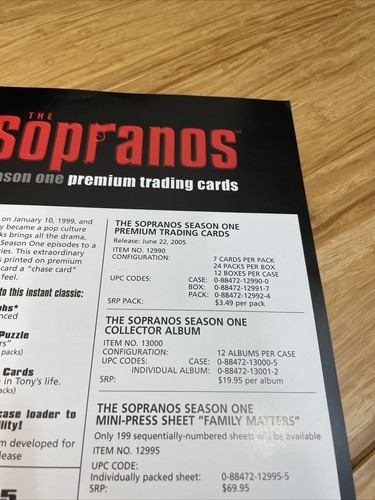 THE
Sopranos
ason one premium trading cards
on January 10, 1999, and
y became a pop culture
ks brings all the drama,
Season One episodes to a
ies. This extraordinary
s printed on premium
card a "chase card"
feel.
to this instant classic:
phs*
nced
Puzzle
rs"
packs)
Cards
in Tony's life.
acks)
case loader to
ility!
m developed for
lease
THE SOPRANOS SEASON ONE
PREMIUM TRADING CARDS
Release: June 22, 2005
ITEM NO. 12990
CONFIGURATION: 7 CARDS PER PACK
24 PACKS PER BOX
12 BOXES PER CASE
UPC CODES: CASE: 0-88472-12990-0
BOX: 0-88472-12991-7
PACK: 0-88472-12992-4
SRP PACK: $3.49 per pack
THE SOPRANOS SEASON ONE
COLLECTOR ALBUM
ITEM NO. 13000
CONFIGURATION: 12 ALBUMS PER CASE
UPC CODES: CASE: 0-88472-13000-5
INDIVIDUAL ALBUM: 0-88472-13001-2
SRP: $19.95 per album
THE SOPRANOS SEASON ONE
MINI-PRESS SHEET "FAMILY MATTERS"
Only 199 sequentially-numbered sheets will be available
ITEM NO. 12995
UPC CODE:
Individually packed sheet: 0-88472-12995-5
SRP: $69.95